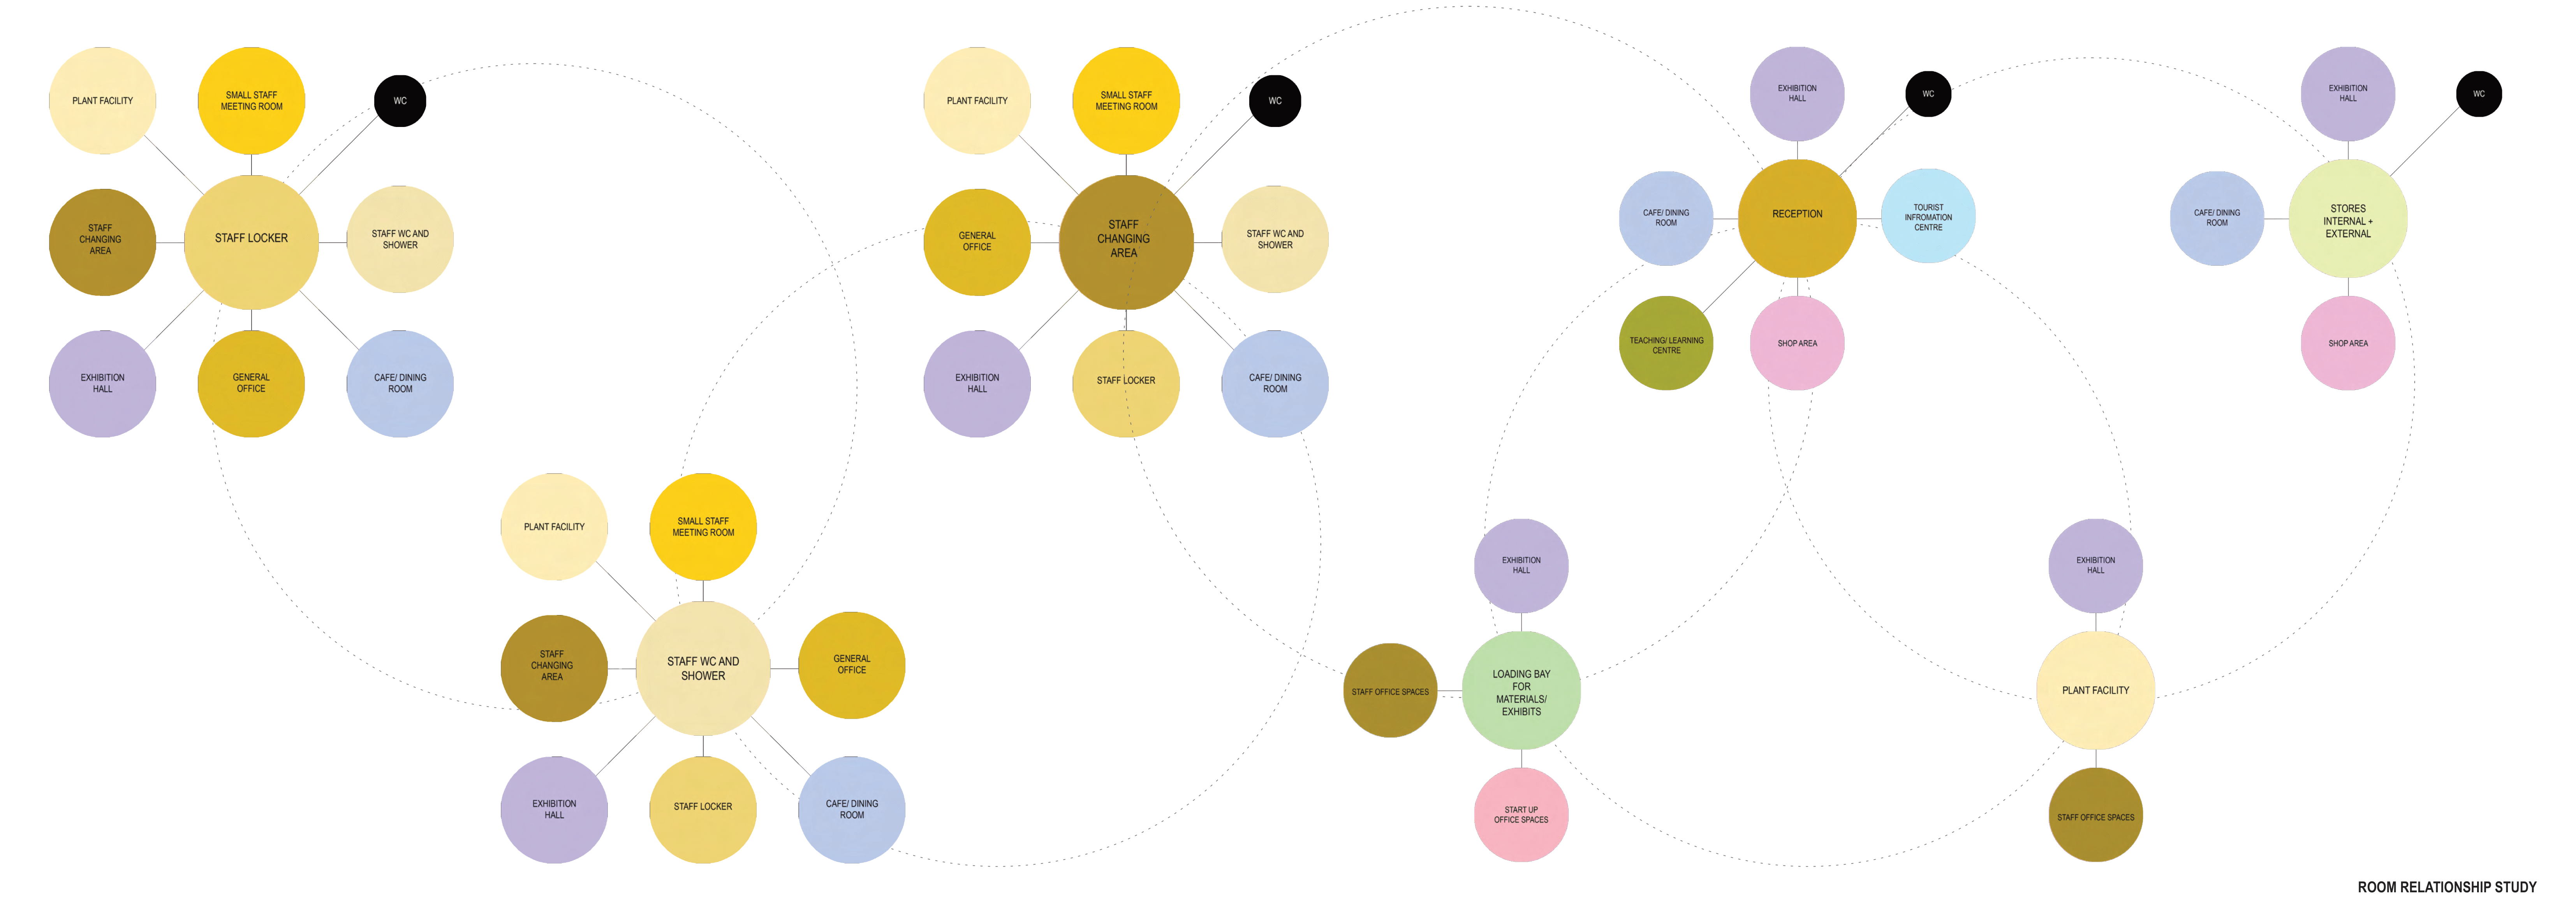 PLANT FACILITY
SMALL STAFF
MEETING ROOM
WC
STAFF
CHANGING
AREA
STAFF LOCKER
STAFF WC AND
SHOWER
EXHIBITION
HALL
GENERAL
OFFICE
CAFE/ DINING
ROOM
PLANT FACILITY
SMALL STAFF
MEETING ROOM
STAFF
CHANGING
AREA
STAFF WC AND
SHOWER
GENERAL
OFFICE
EXHIBITION
HALL
STAFF LOCKER
CAFE/ DINING
ROOM
PLANT FACILITY
SMALL STAFF
MEETING ROOM
WC
GENERAL
OFFICE
STAFF
CHANGING
AREA
STAFF WC AND
SHOWER
EXHIBITION
HALL
STAFF LOCKER
CAFE/ DINING
ROOM
EXHIBITION
HALL
WC
CAFE/ DINING
ROOM
RECEPTION
TOURIST
INFROMATION
CENTRE
TEACHING/ LEARNING
CENTRE
SHOP AREA
EXHIBITION
HALL
STAFF OFFICE SPACES
LOADING BAY
FOR
MATERIALS/
EXHIBITS
START UP
OFFICE SPACES
EXHIBITION
HALL
WC
CAFE/ DINING
ROOM
STORES
INTERNAL +
EXTERNAL
SHOP AREA
EXHIBITION
HALL
PLANT FACILITY
STAFF OFFICE SPACES
ROOM RELATIONSHIP STUDY